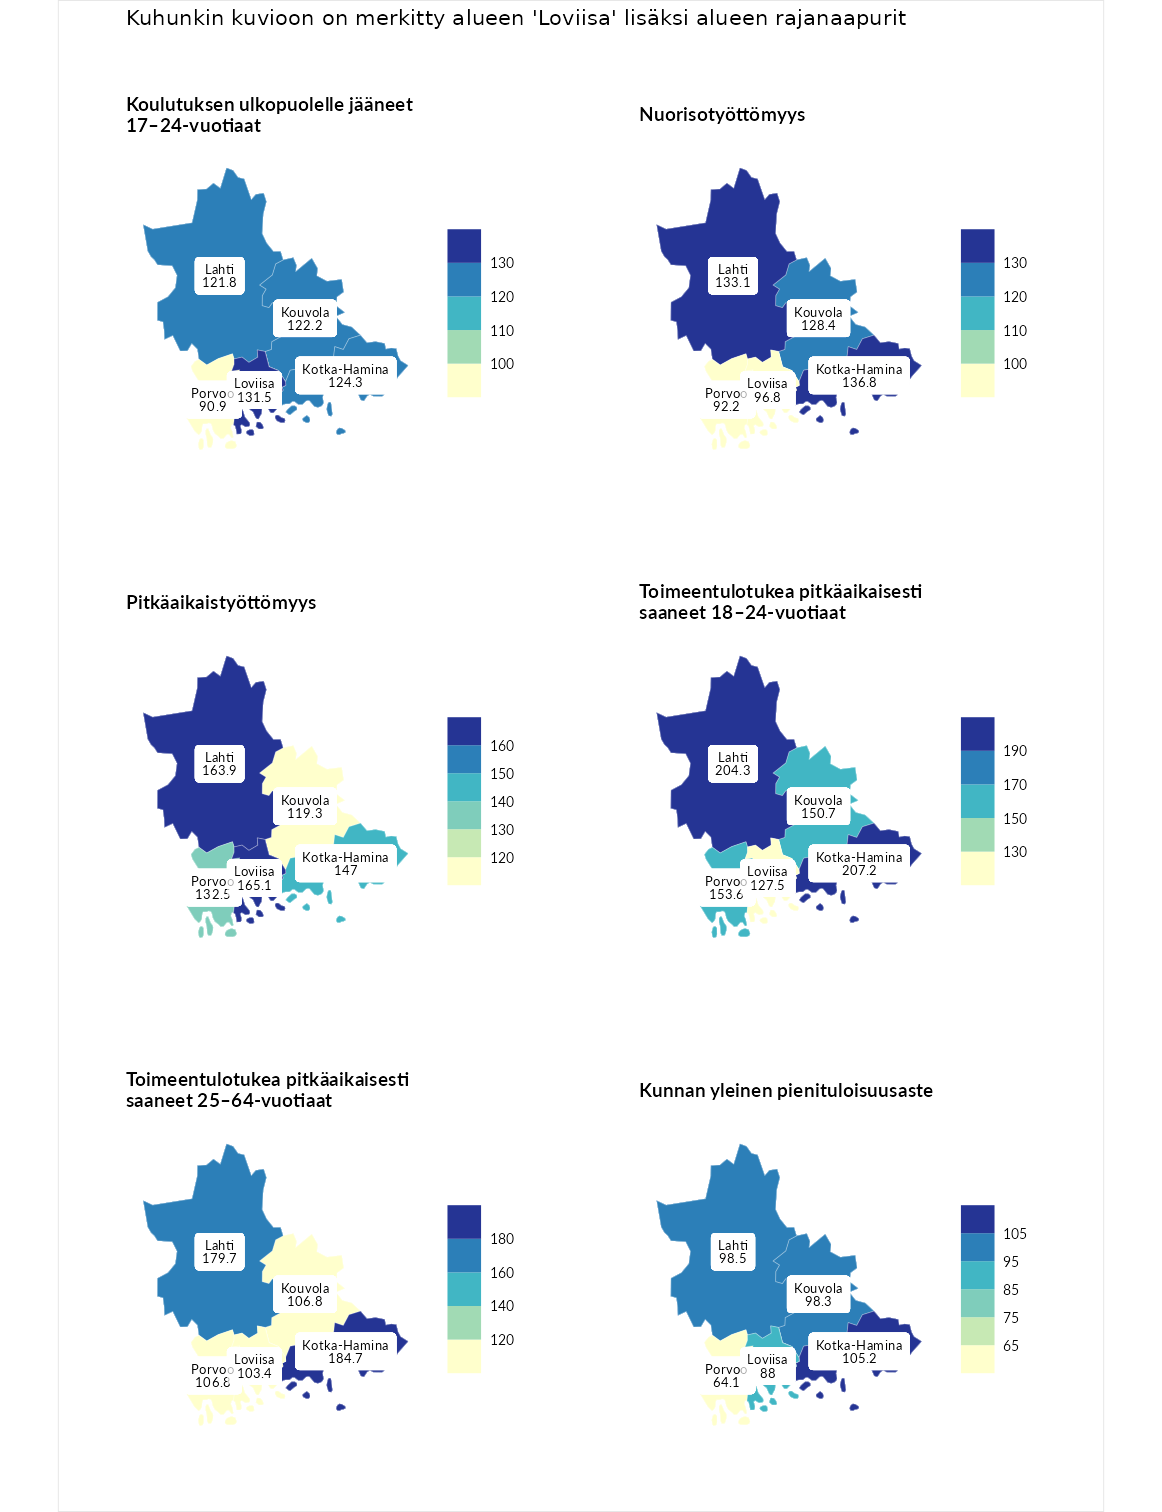 Kuhunkin kuvioon on merkitty alueen 'Loviisa' lisäksi alueen rajanaapurit
Koulutuksen ulkopuolelle jääneet
17–24-vuotiaat
Lahti
121.8
Kouvola
122.2
Kotka-Hamina
124.3
Loviisa
131.5
Porvoo
90.9
130
120
110
100
Nuorisotyöttömyys
Lahti
133.1
Kouvola
128.4
Kotka-Hamina
136.8
Loviisa
96.8
Porvoo
92.2
130
120
110
100
Pitkäaikaistyöttömyys
Lahti
163.9
Kouvola
119.3
Kotka-Hamina
147
Loviisa
165.1
Porvoo
132.5
160
150
140
130
120
Toimeentulotukea pitkäaikaisesti
saaneet 18–24-vuotiaat
Lahti
204.3
Kouvola
150.7
Kotka-Hamina
207.2
Loviisa
127.5
Porvoo
153.6
190
170
150
130
Toimeentulotukea pitkäaikaisesti
saaneet 25–64-vuotiaat
Lahti
179.7
Kouvola
106.8
Kotka-Hamina
184.7
Loviisa
103.4
Porvoo
106.8
180
160
140
120
Kunnan yleinen pienituloisuusaste
Lahti
98.5
Kouvola
98.3
Kotka-Hamina
105.2
Loviisa
88
Porvoo
64.1
105
95
85
75
65